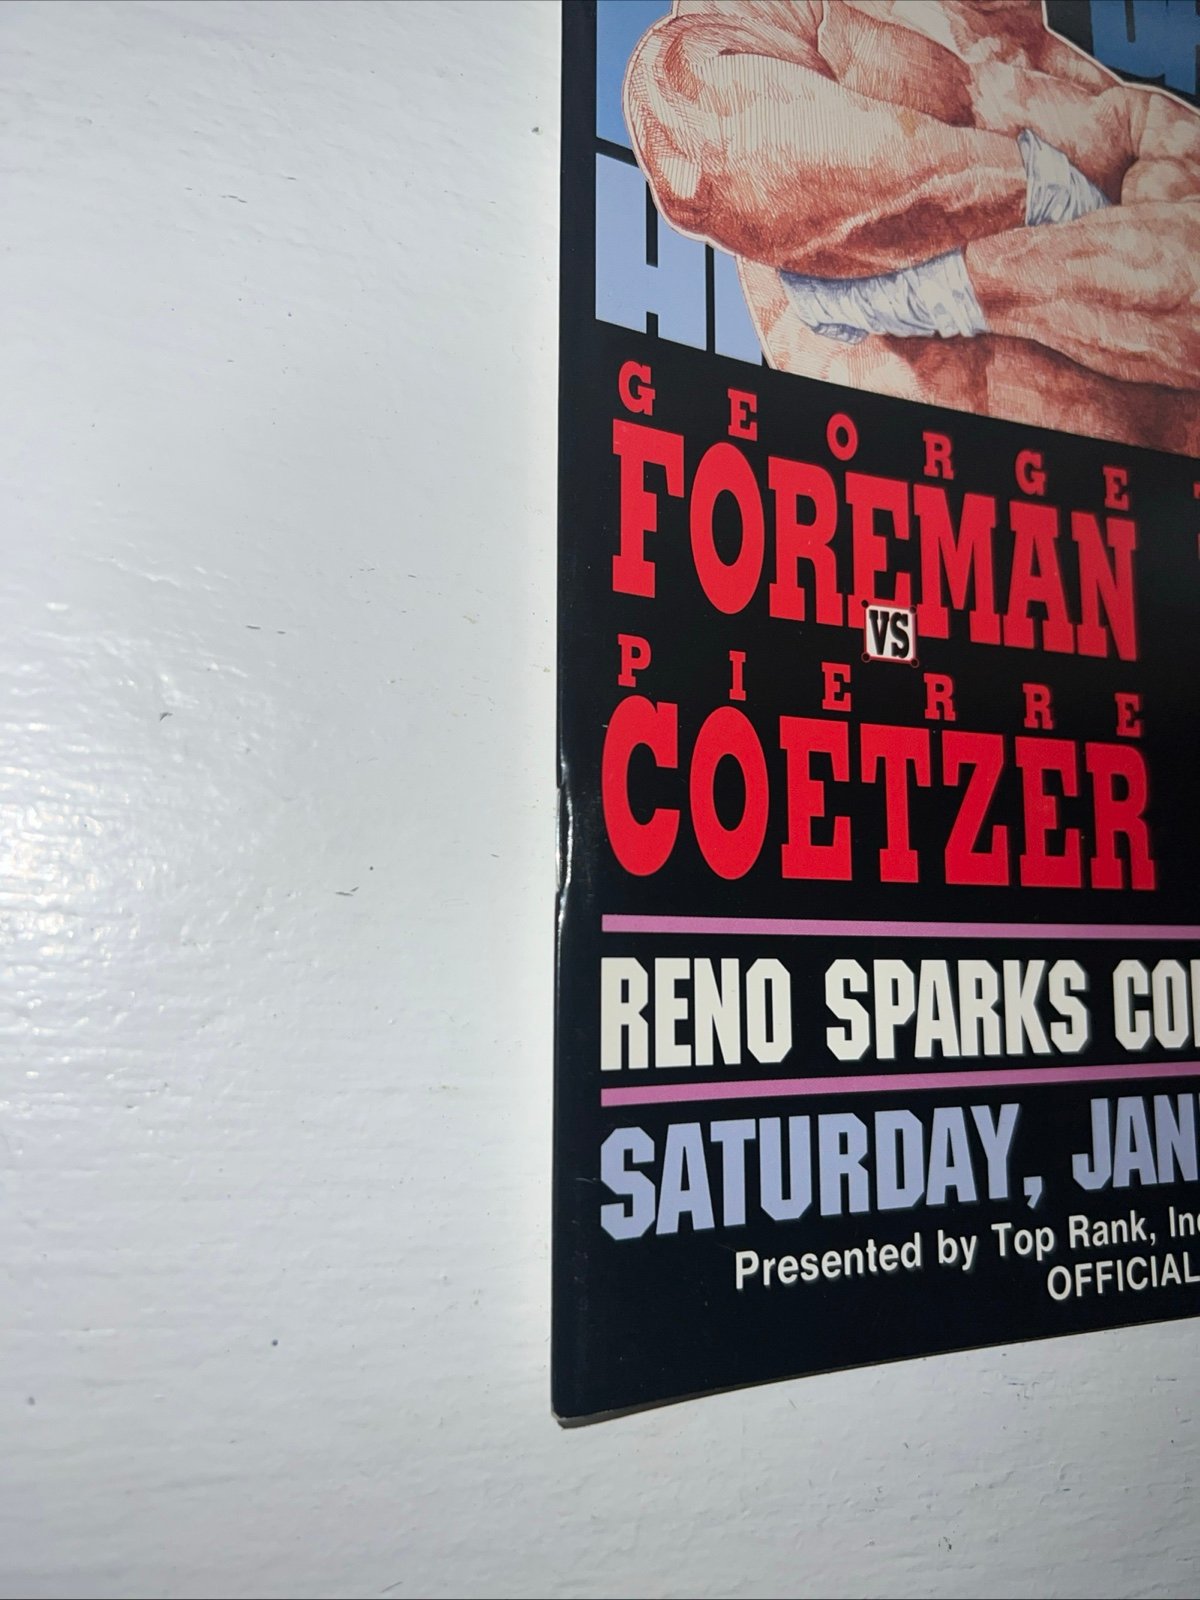 GEORGE
FOREMAN
VS
PIERRE
COETZER
RENO SPARKS CO
SATURDAY, JAN
Presented by Top Rank, Inc
OFFICIAL